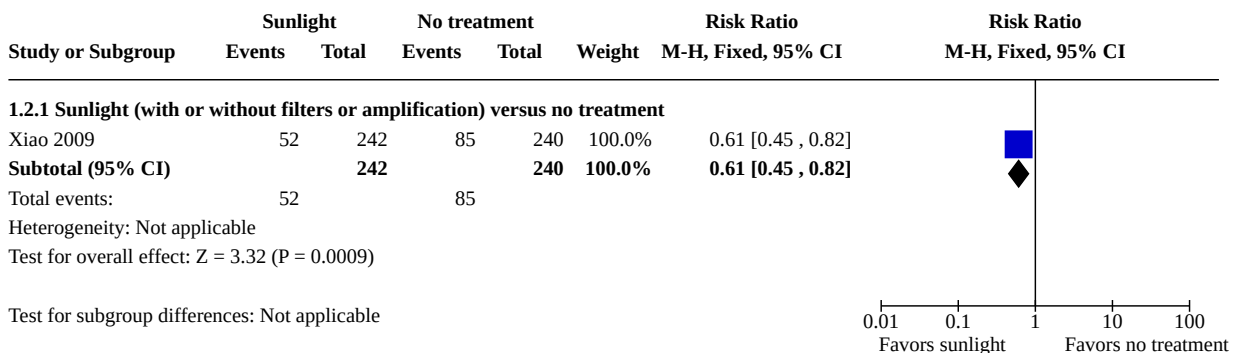 Sunlight No treatment Risk Ratio Risk Ratio
Study or Subgroup Events Total Events Total Weight M-H, Fixed, 95% CI M-H, Fixed, 95% CI
1.2.1 Sunlight (with or without filters or amplification) versus no treatment
Xiao 2009 52 242 85 240 100.0% 0.61 [0.45 , 0.82]
Subtotal (95% CI) 242 240 100.0% 0.61 [0.45 , 0.82]
Total events: 52 85
Heterogeneity: Not applicable
Test for overall effect: Z = 3.32 (P = 0.0009)
Test for subgroup differences: Not applicable
0.01 0.1 1 10 100
Favors sunlight Favors no treatment